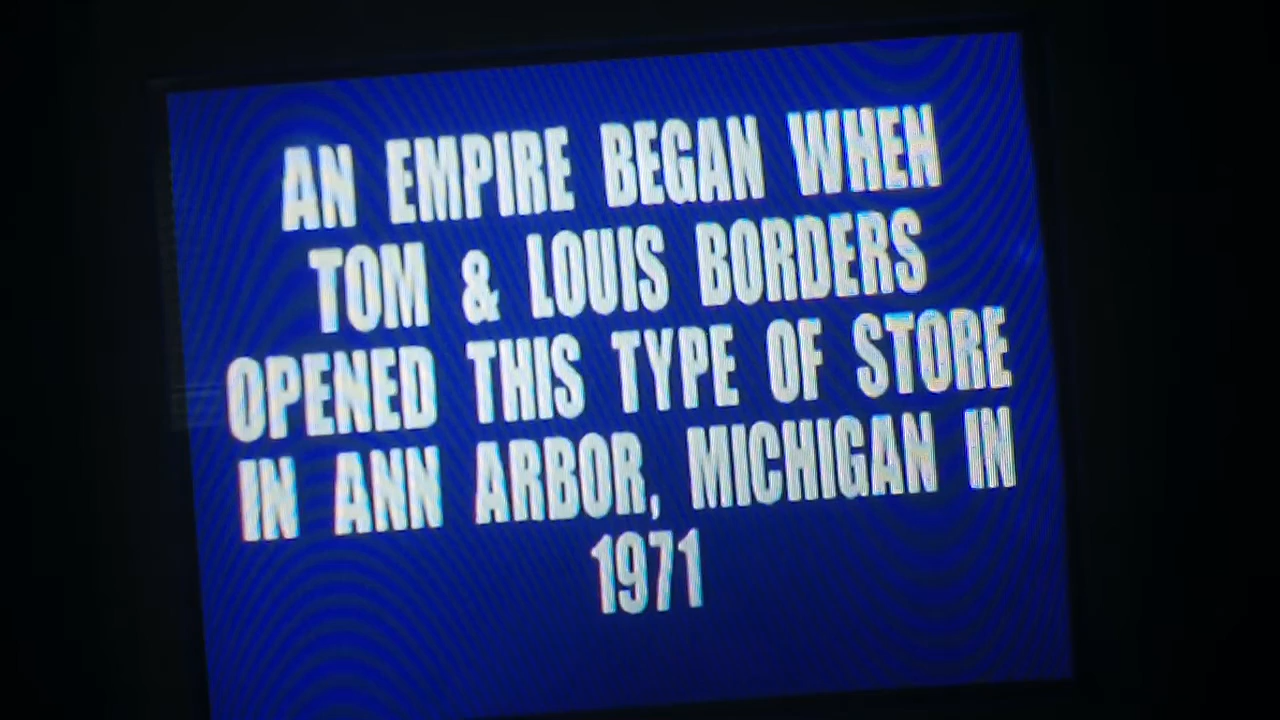 AN EMPIRE BEGAN WHEN
TOM & LOUIS BORDERS
OPENED THIS TYPE OF STORE
IN ANN ARBOR, MICHIGAN IN
1971